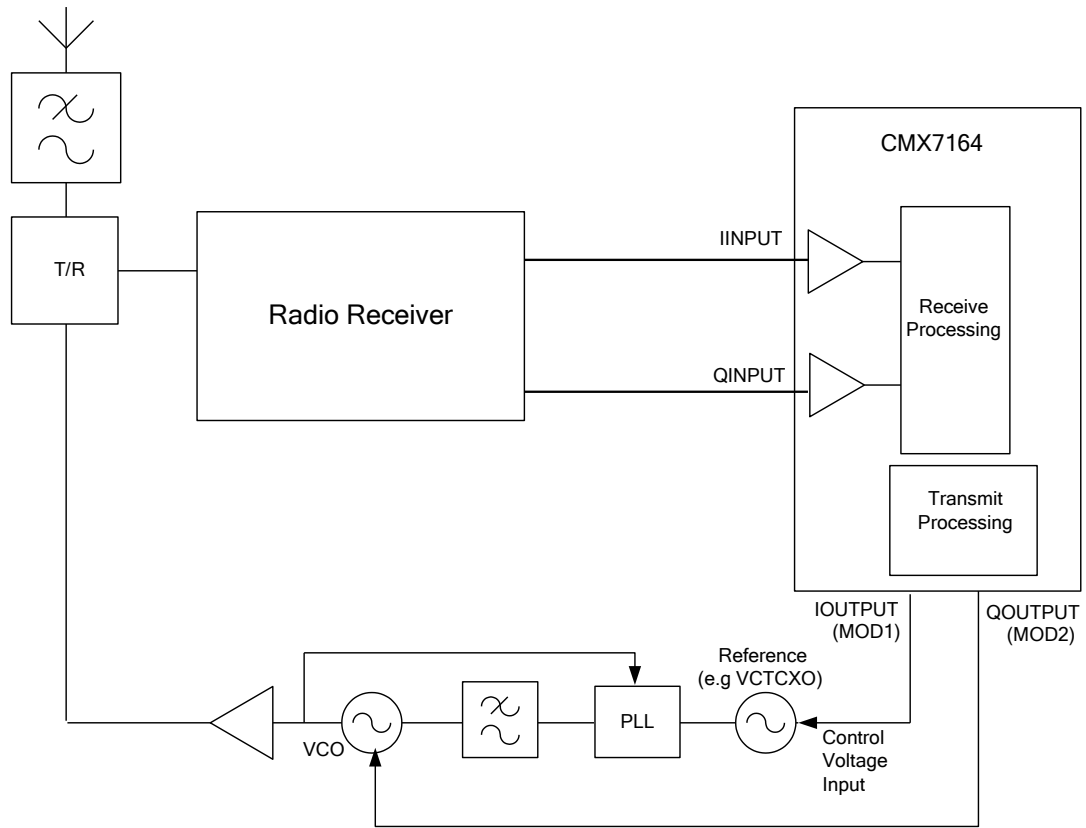 CMX7164
IINPUT
T/R
Radio Receiver
Receive
Processing
QINPUT
Transmit
Processing
IOUTPUT
(MOD1)
QOUTPUT
(MOD2)
Reference
(e.g VCTCXO)
PLL
VCO
Control
Voltage
Input